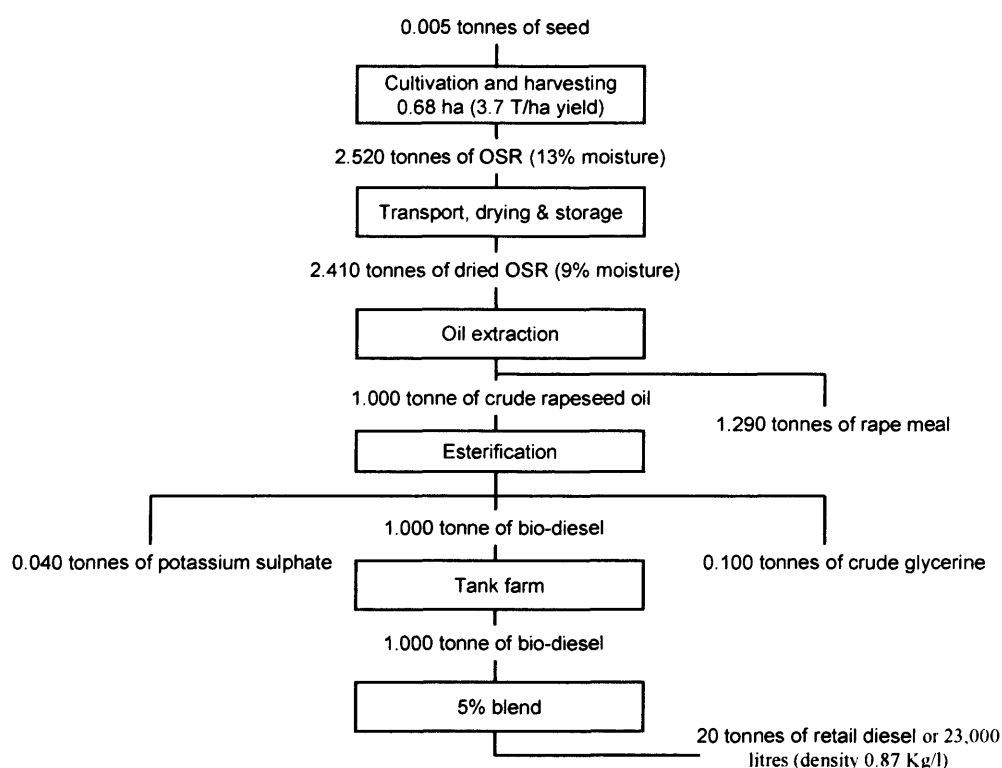 0.005 tonnes of seed
Cultivation and harvesting
0.68 ha (3.7 T/ha yield)
2.520 tonnes of OSR (13% moisture)
Transport, drying & storage
2.410 tonnes of dried OSR (9% moisture)
Oil extraction
1.000 tonne of crude rapeseed oil
1.290 tonnes of rape meal
Esterification
1.000 tonne of bio-diesel
0.040 tonnes of potassium sulphate
0.100 tonnes of crude glycerine
Tank farm
1.000 tonne of bio-diesel
5% blend
20 tonnes of retail diesel or 23,000
litres (density 0.87 Kg/l)